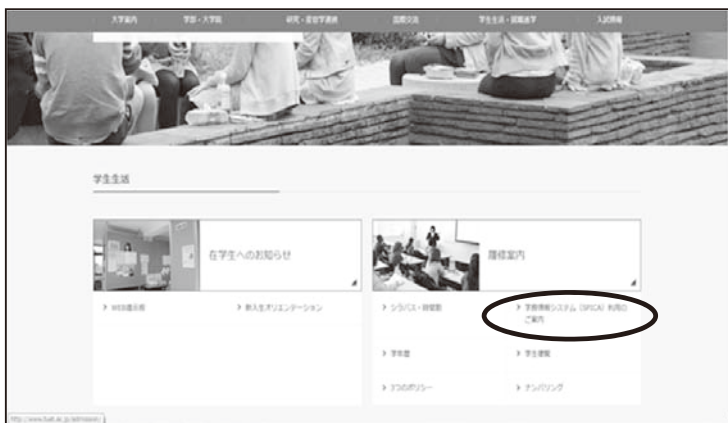 大学案内
学部・大学院
研究・産官学連携
国際交流
学生生活・就職進学
入試情報
学生生活
在学生へのお知らせ
履修案内
WEB掲示板
新入生オリエンテーション
シラバス・時間割
学務情報システム（SPICA）利用の
ご案内
学年暦
学生便覧
3つのポリシー
ナンバリング